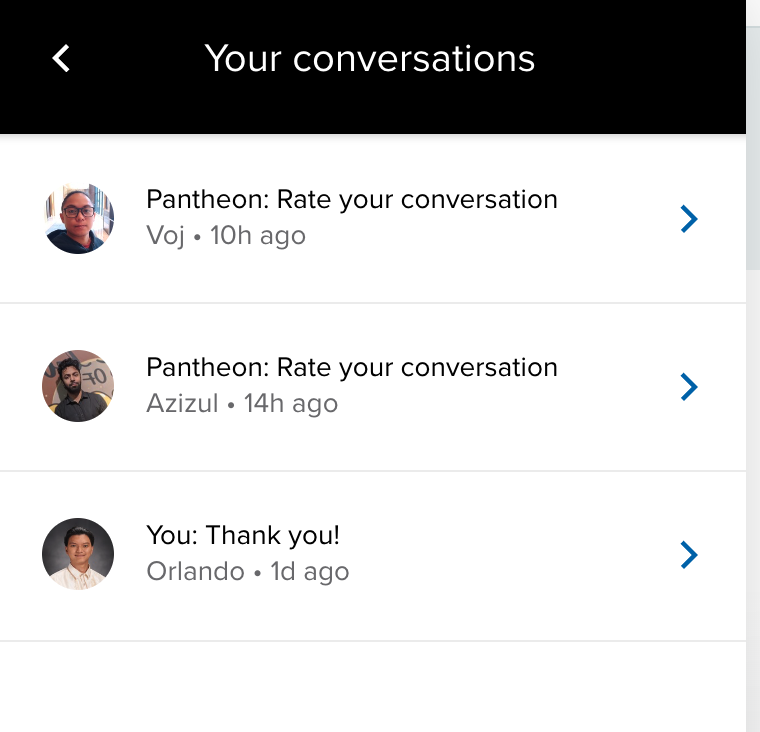 Your conversations
Pantheon: Rate your conversation
Voj • 10h ago
Pantheon: Rate your conversation
Azizul • 14h ago
You: Thank you!
Orlando • 1d ago